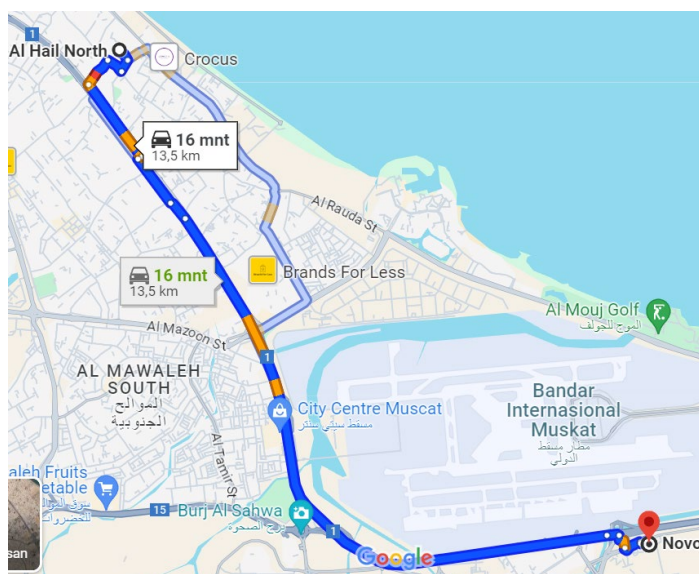 1
Al Hail North
Crocus
16 mnt
13,5 km
Al Rauda St
Brands For Less
16 mnt
13,5 km
Al Mouj Golf
الموج للجولف
Al Mazoon St
1
AL MAWALEH
SOUTH
الموالح
الجنوبية
Bandar
Internasional
Muskat
مطار مسقط
الدولي
City Centre Muscat
مسقط سيتي سنتر
Al Tamir St
aleh Fruits
etable
سوق الموال
للخضروات
15
Burj Al Sahwa
برج الصحوة
1
Google
Novo
san